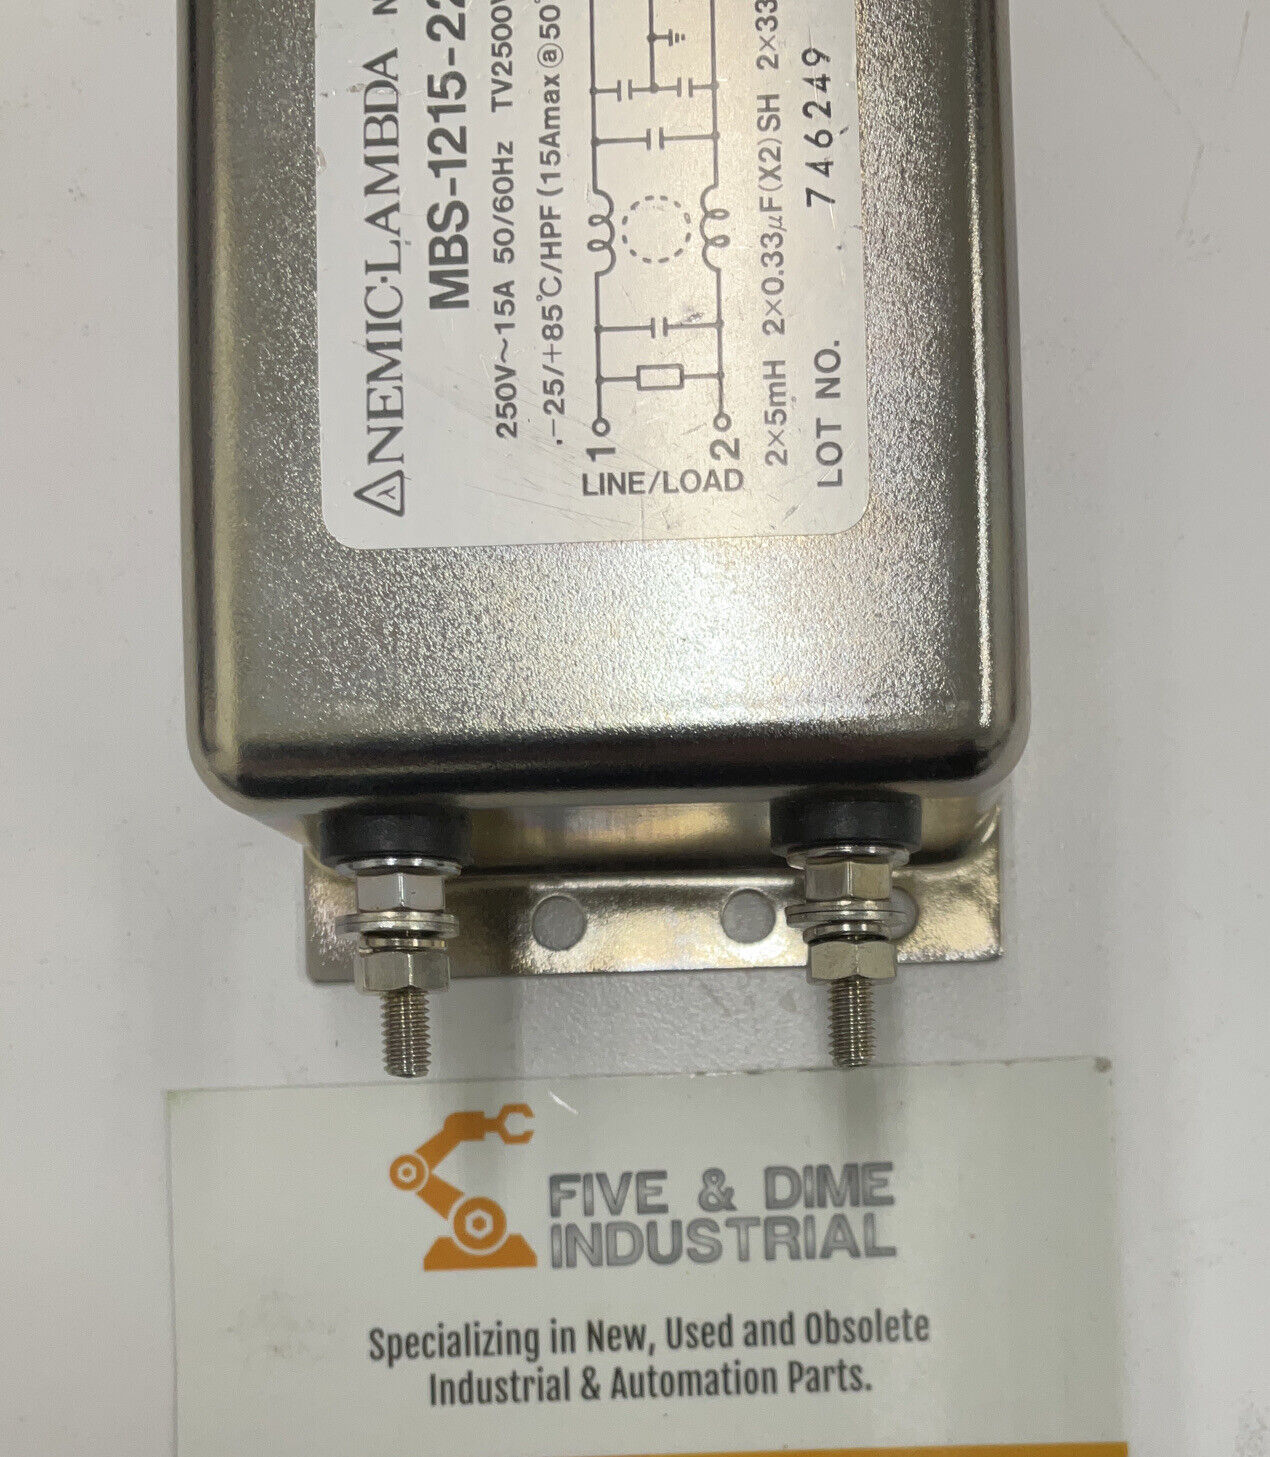 NEMIC·LAMBDA
MBS-1215-22
250V~15A 50/60Hz TV2500V
-25/+85℃/HPF(15Amax@50°
1
2
LINE/LOAD
2×5mH 2×0.33μF(X2)SH 2×33
LOT NO. 746249
FIVE & DIME
INDUSTRIAL
Specializing in New, Used and Obsolete
Industrial & Automation Parts.